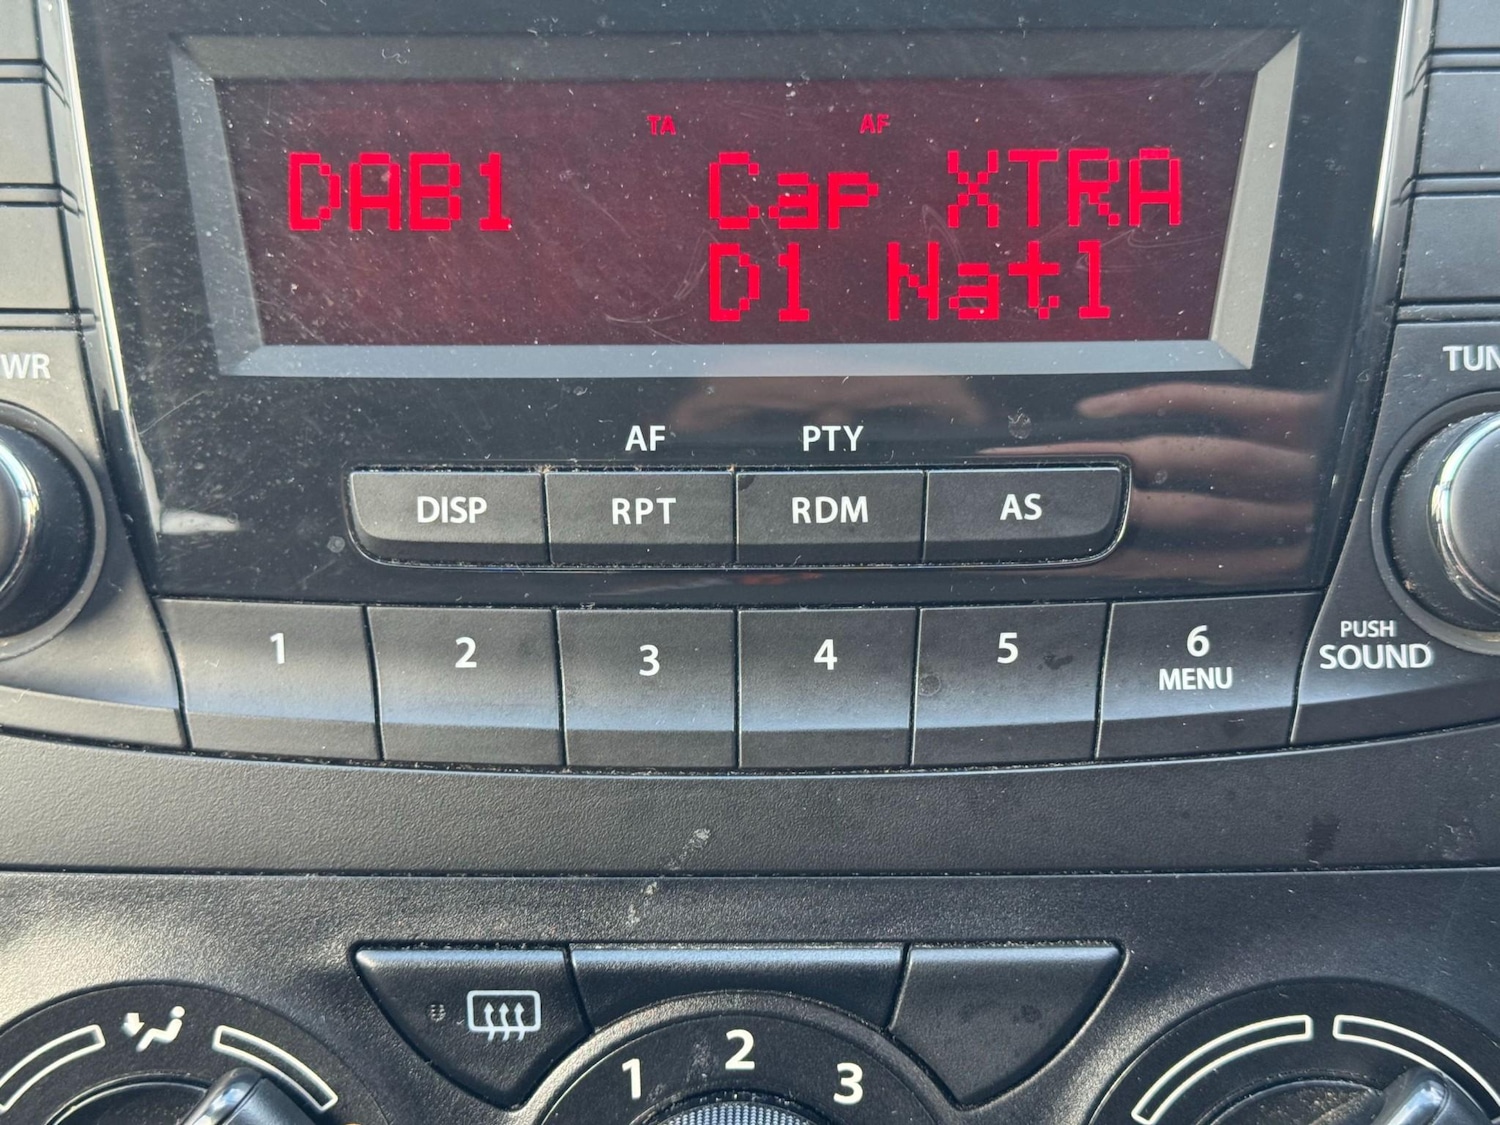 TA AF
DAB1 Cap XTRA
D1 Natl
WR
TUN
AF PTY
DISP RPT RDM AS
1 2 3 4 5 6
MENU
PUSH
SOUND
1 2 3